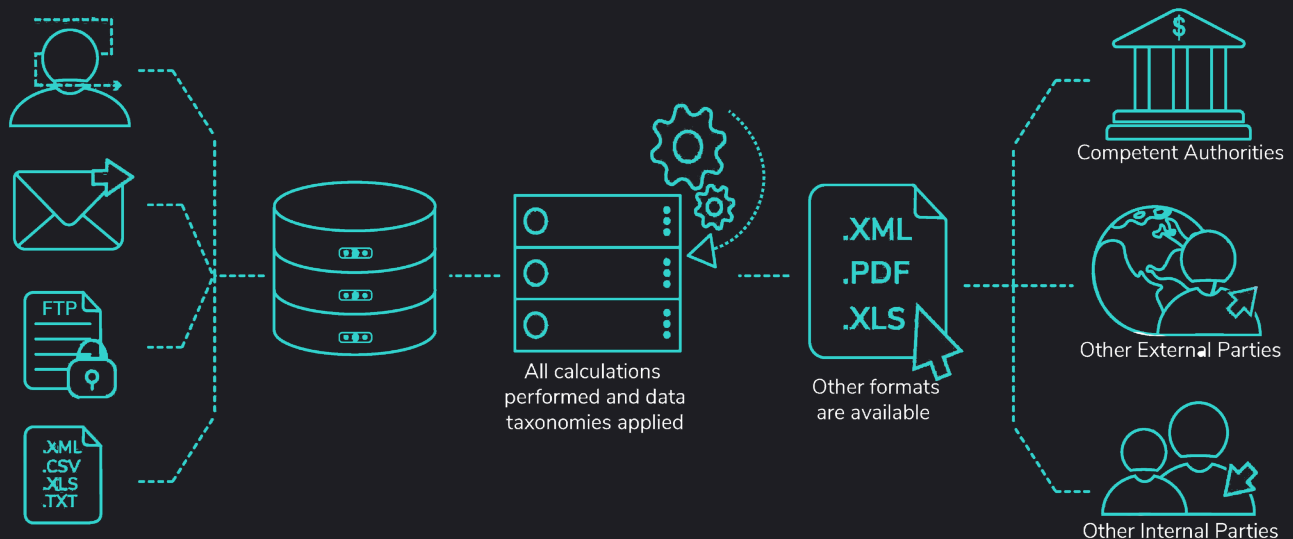 FTP
.XML
.CSV
.XLS
.TXT
All calculations
performed and data
taxonomies applied
.XML
.PDF
.XLS
Other formats
are available
$
Competent Authorities
Other External Parties
Other Internal Parties